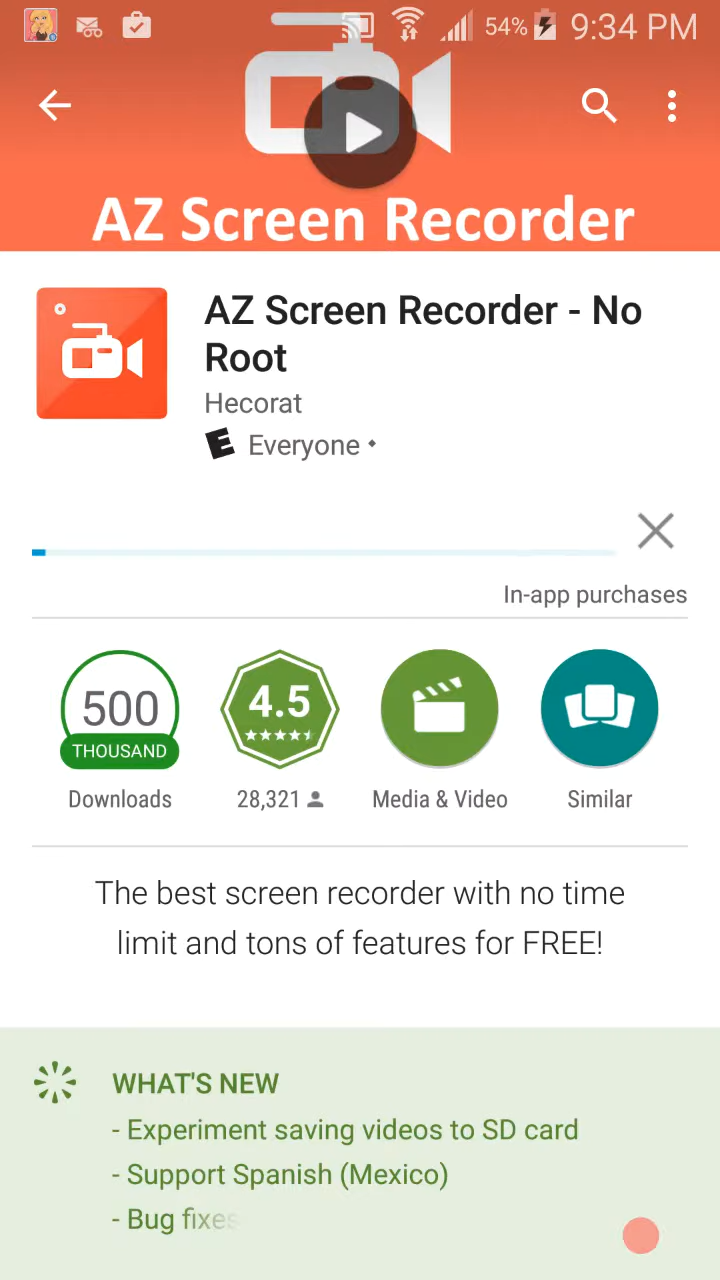 54% 9:34 PM
AZ Screen Recorder
AZ Screen Recorder - No
Root
Hecorat
E Everyone •
In-app purchases
500
THOUSAND
4.5
Downloads
28,321
Media & Video
Similar
The best screen recorder with no time
limit and tons of features for FREE!
WHAT'S NEW
- Experiment saving videos to SD card
- Support Spanish (Mexico)
- Bug fixes